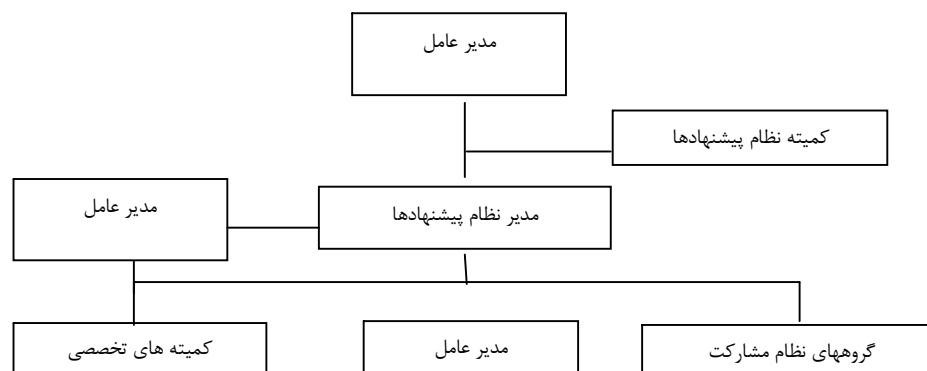 مدیر عامل
کمیته نظام پیشنهادها
مدیر نظام پیشنهادها
مدیر عامل
گروههای نظام مشارکت
مدیر عامل
کمیته های تخصصی